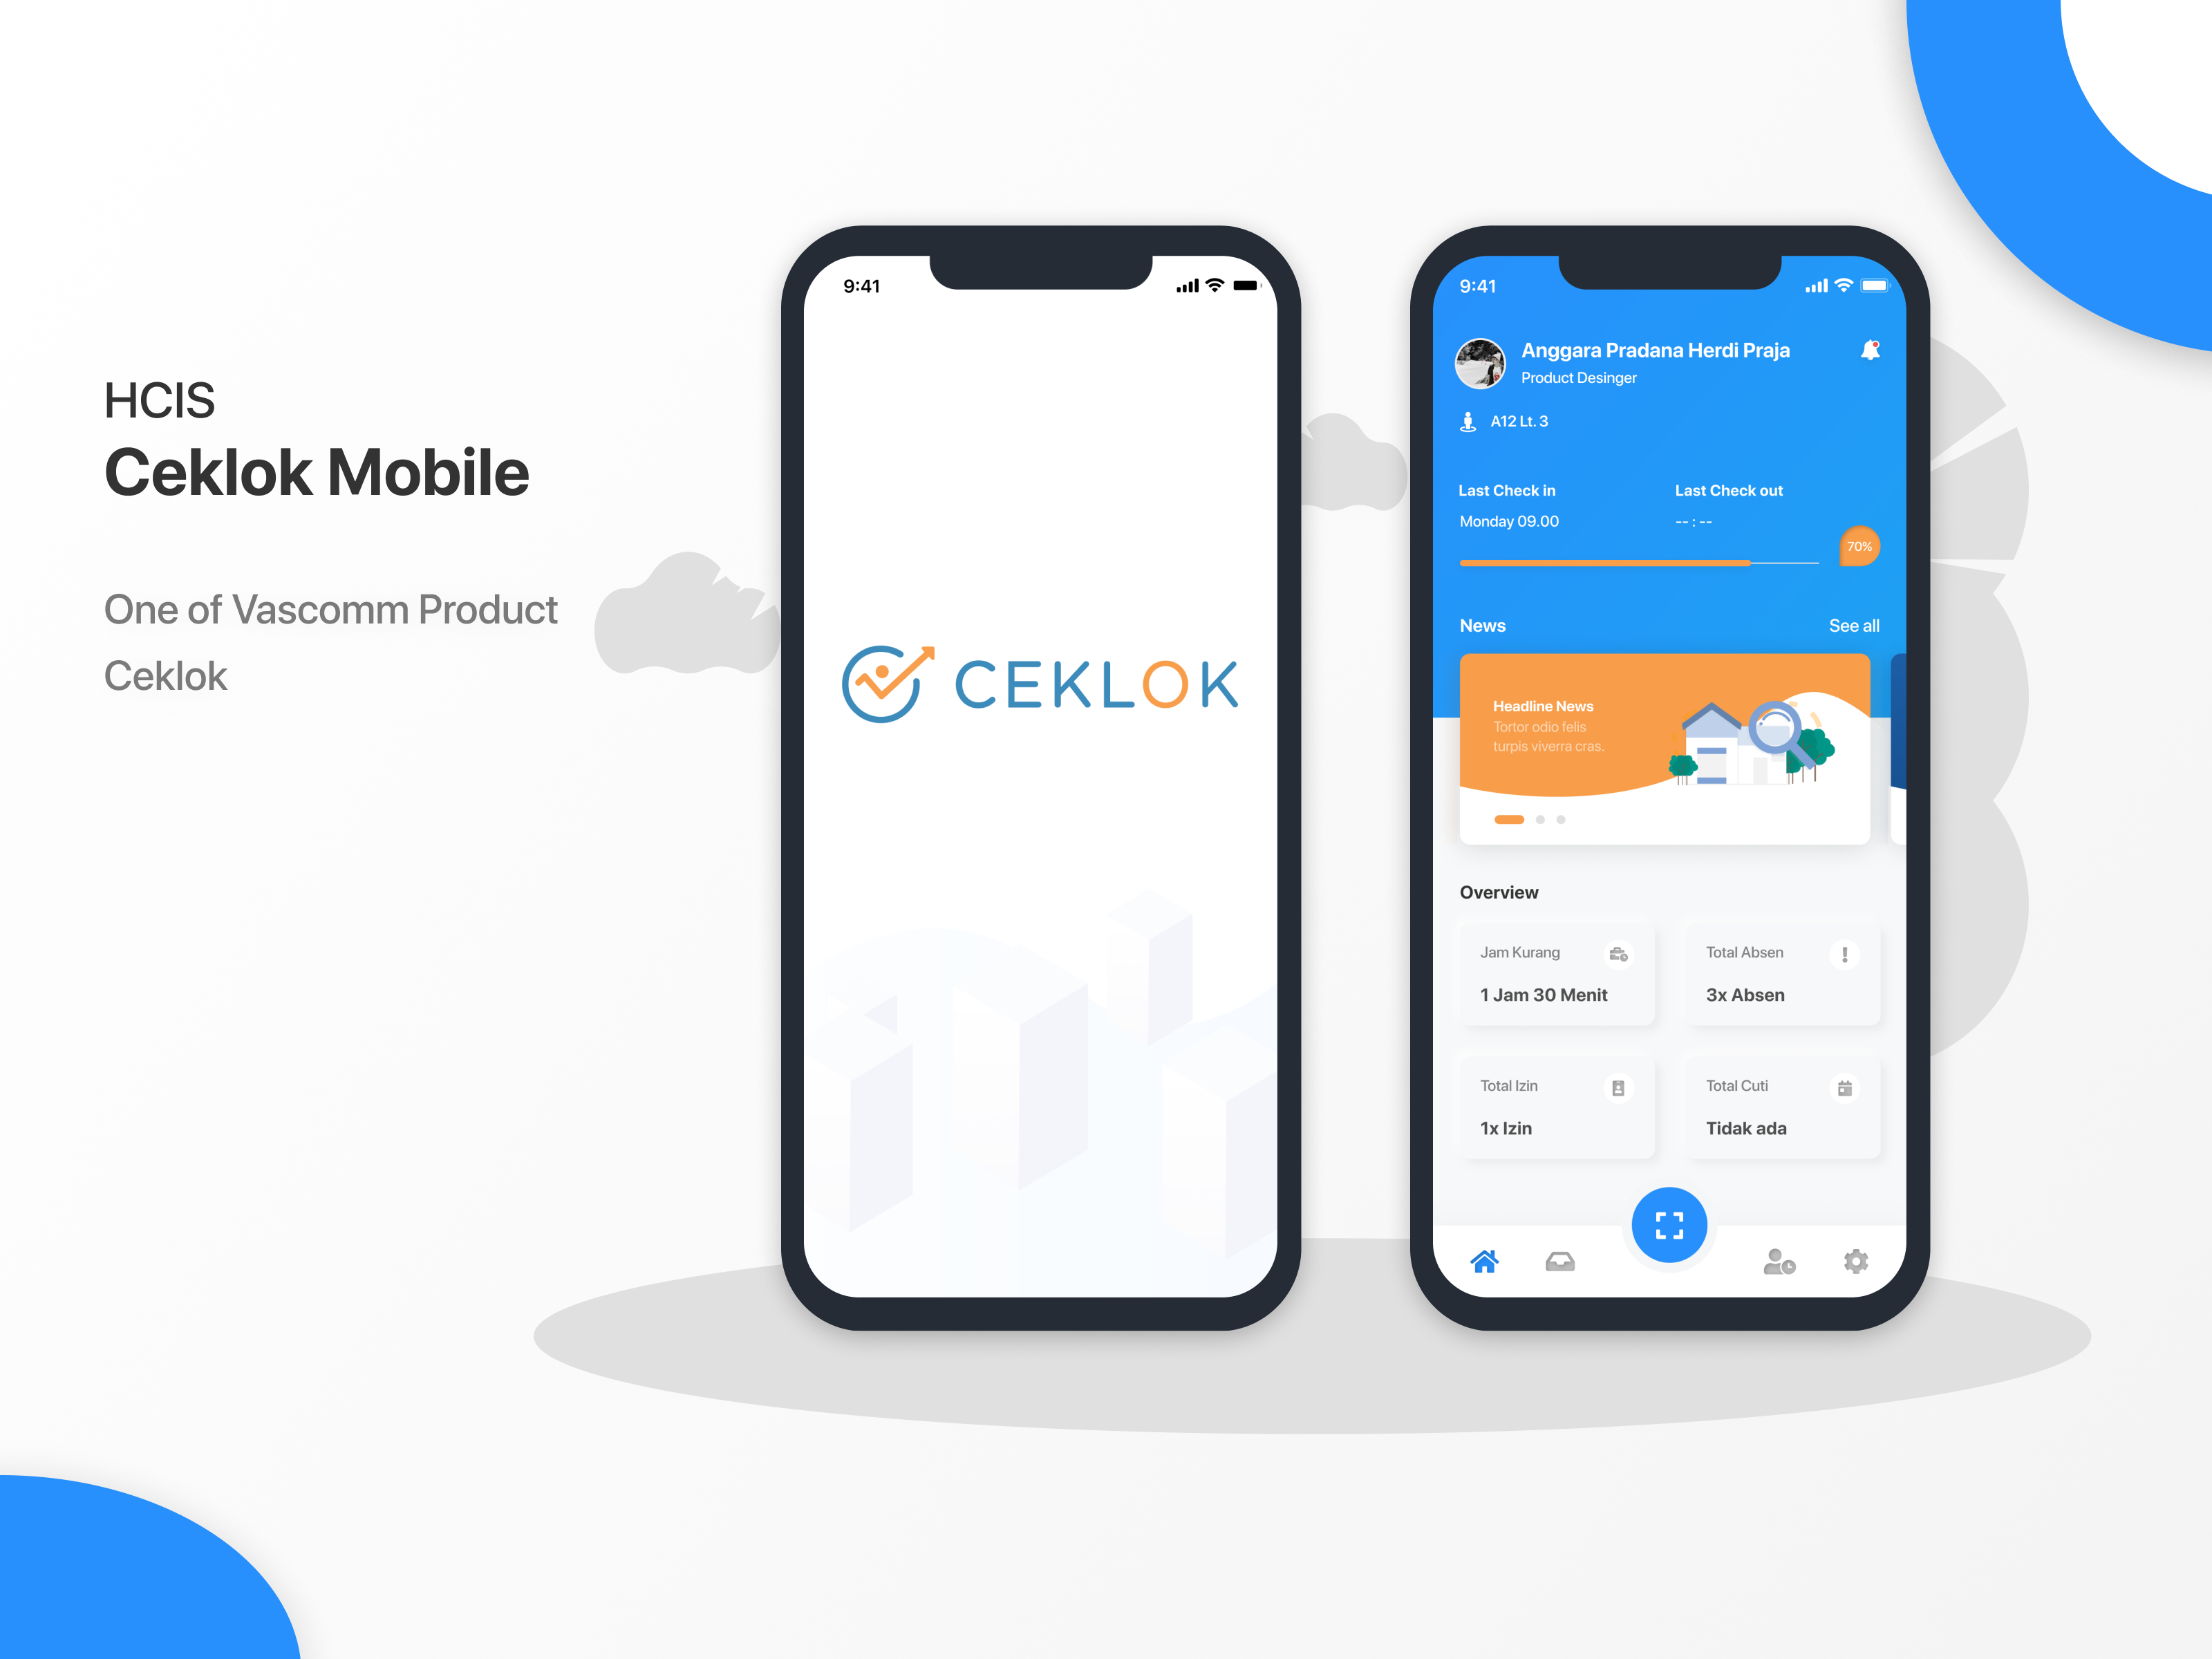 HCIS
Ceklok Mobile
One of Vascomm Product
Ceklok
9:41
CEKLOK
9:41
Anggara Pradana Herdi Praja
Product Desinger
A12 Lt. 3
Last Check in
Last Check out
Monday 09.00
-- : --
70%
News
See all
Headline News
Tortor odio felis
turpis viverra cras.
Overview
Jam Kurang
Total Absen
1 Jam 30 Menit
3x Absen
Total Izin
Total Cuti
1x Izin
Tidak ada